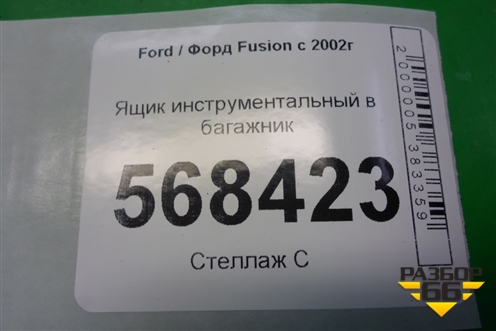 Ford / Форд Fusion с 2002г
Ящик инструментальный в
багажник
568423
Стеллаж С
2000005383359
РАЗБОР
66